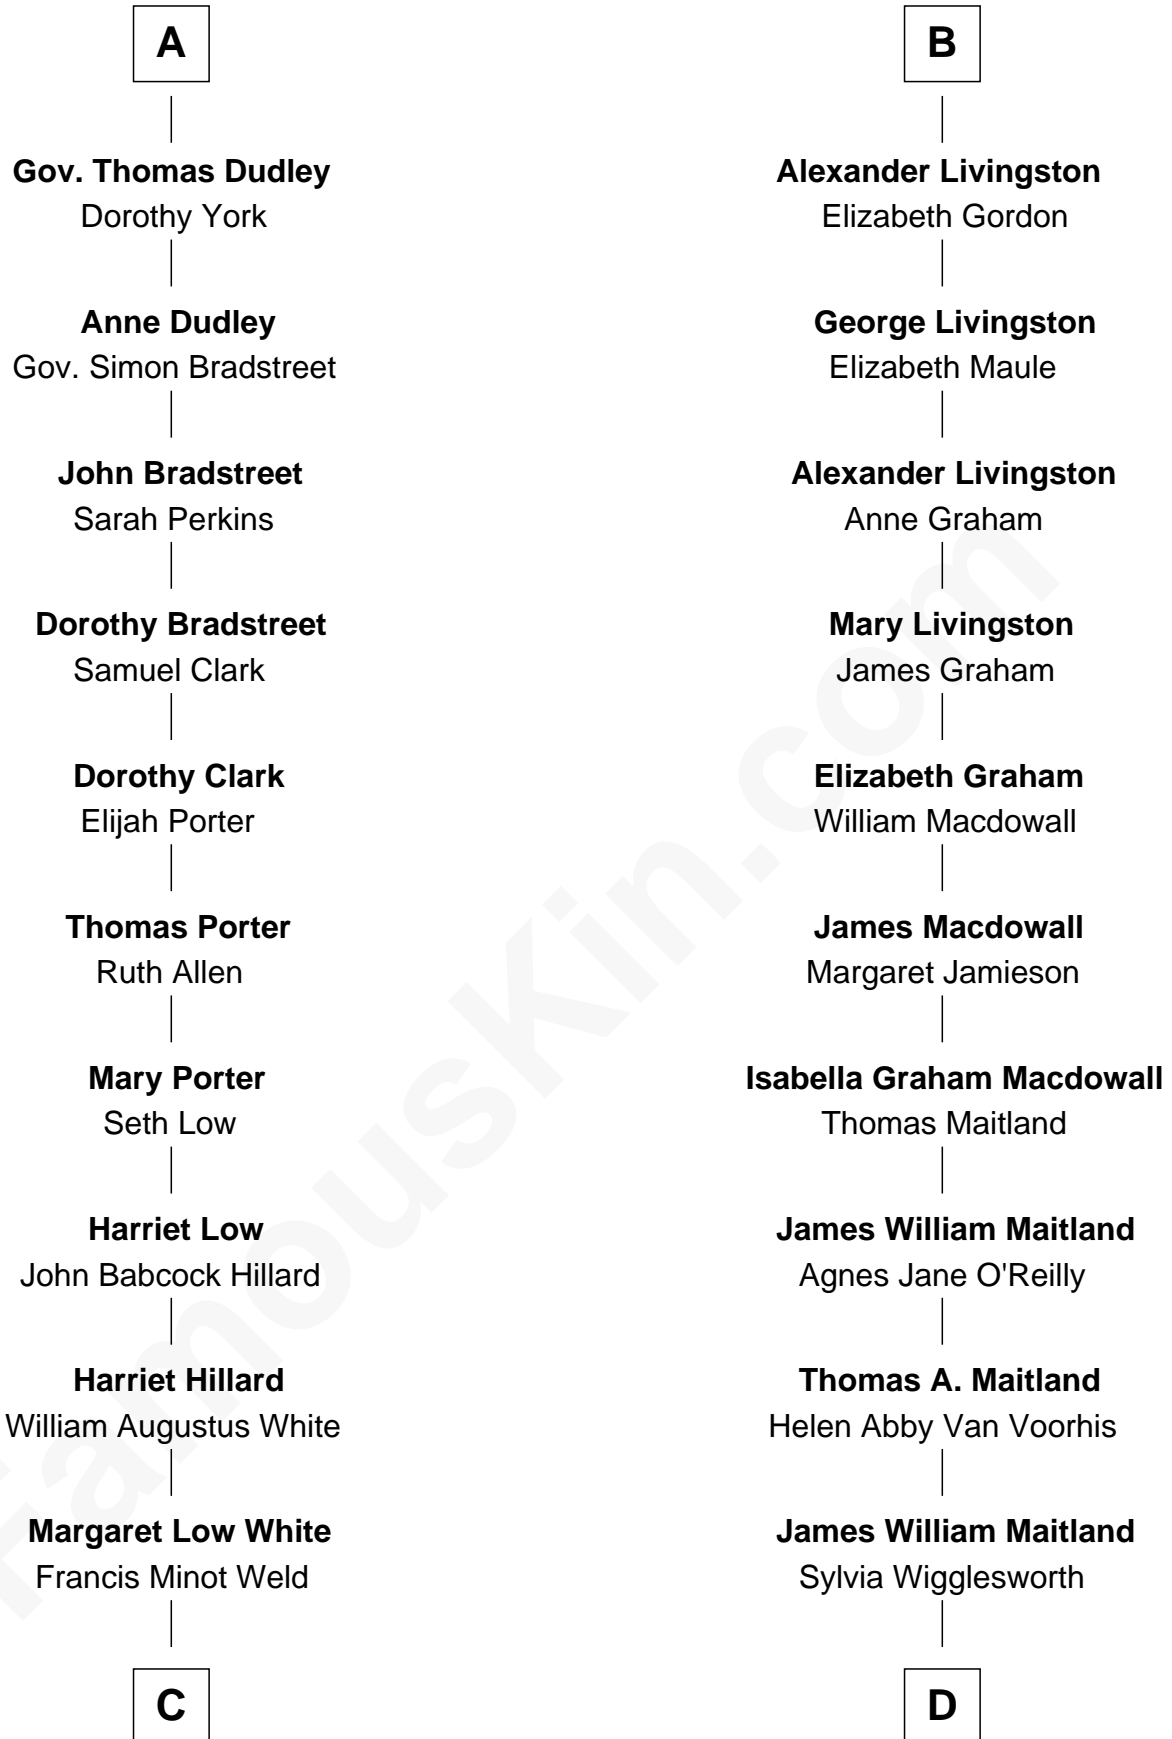 A
Gov. Thomas Dudley
Dorothy York
Anne Dudley
Gov. Simon Bradstreet
John Bradstreet
Sarah Perkins
Dorothy Bradstreet
Samuel Clark
Dorothy Clark
Elijah Porter
Thomas Porter
Ruth Allen
Mary Porter
Seth Low
Harriet Low
John Babcock Hillard
Harriet Hillard
William Augustus White
Margaret Low White
Francis Minot Weld
C
B
Alexander Livingston
Elizabeth Gordon
George Livingston
Elizabeth Maule
Alexander Livingston
Anne Graham
Mary Livingston
James Graham
Elizabeth Graham
William Macdowall
James Macdowall
Margaret Jamieson
Isabella Graham Macdowall
Thomas Maitland
James William Maitland
Agnes Jane O'Reilly
Thomas A. Maitland
Helen Abby Van Voorhis
James William Maitland
Sylvia Wigglesworth
D
FamousKin.com